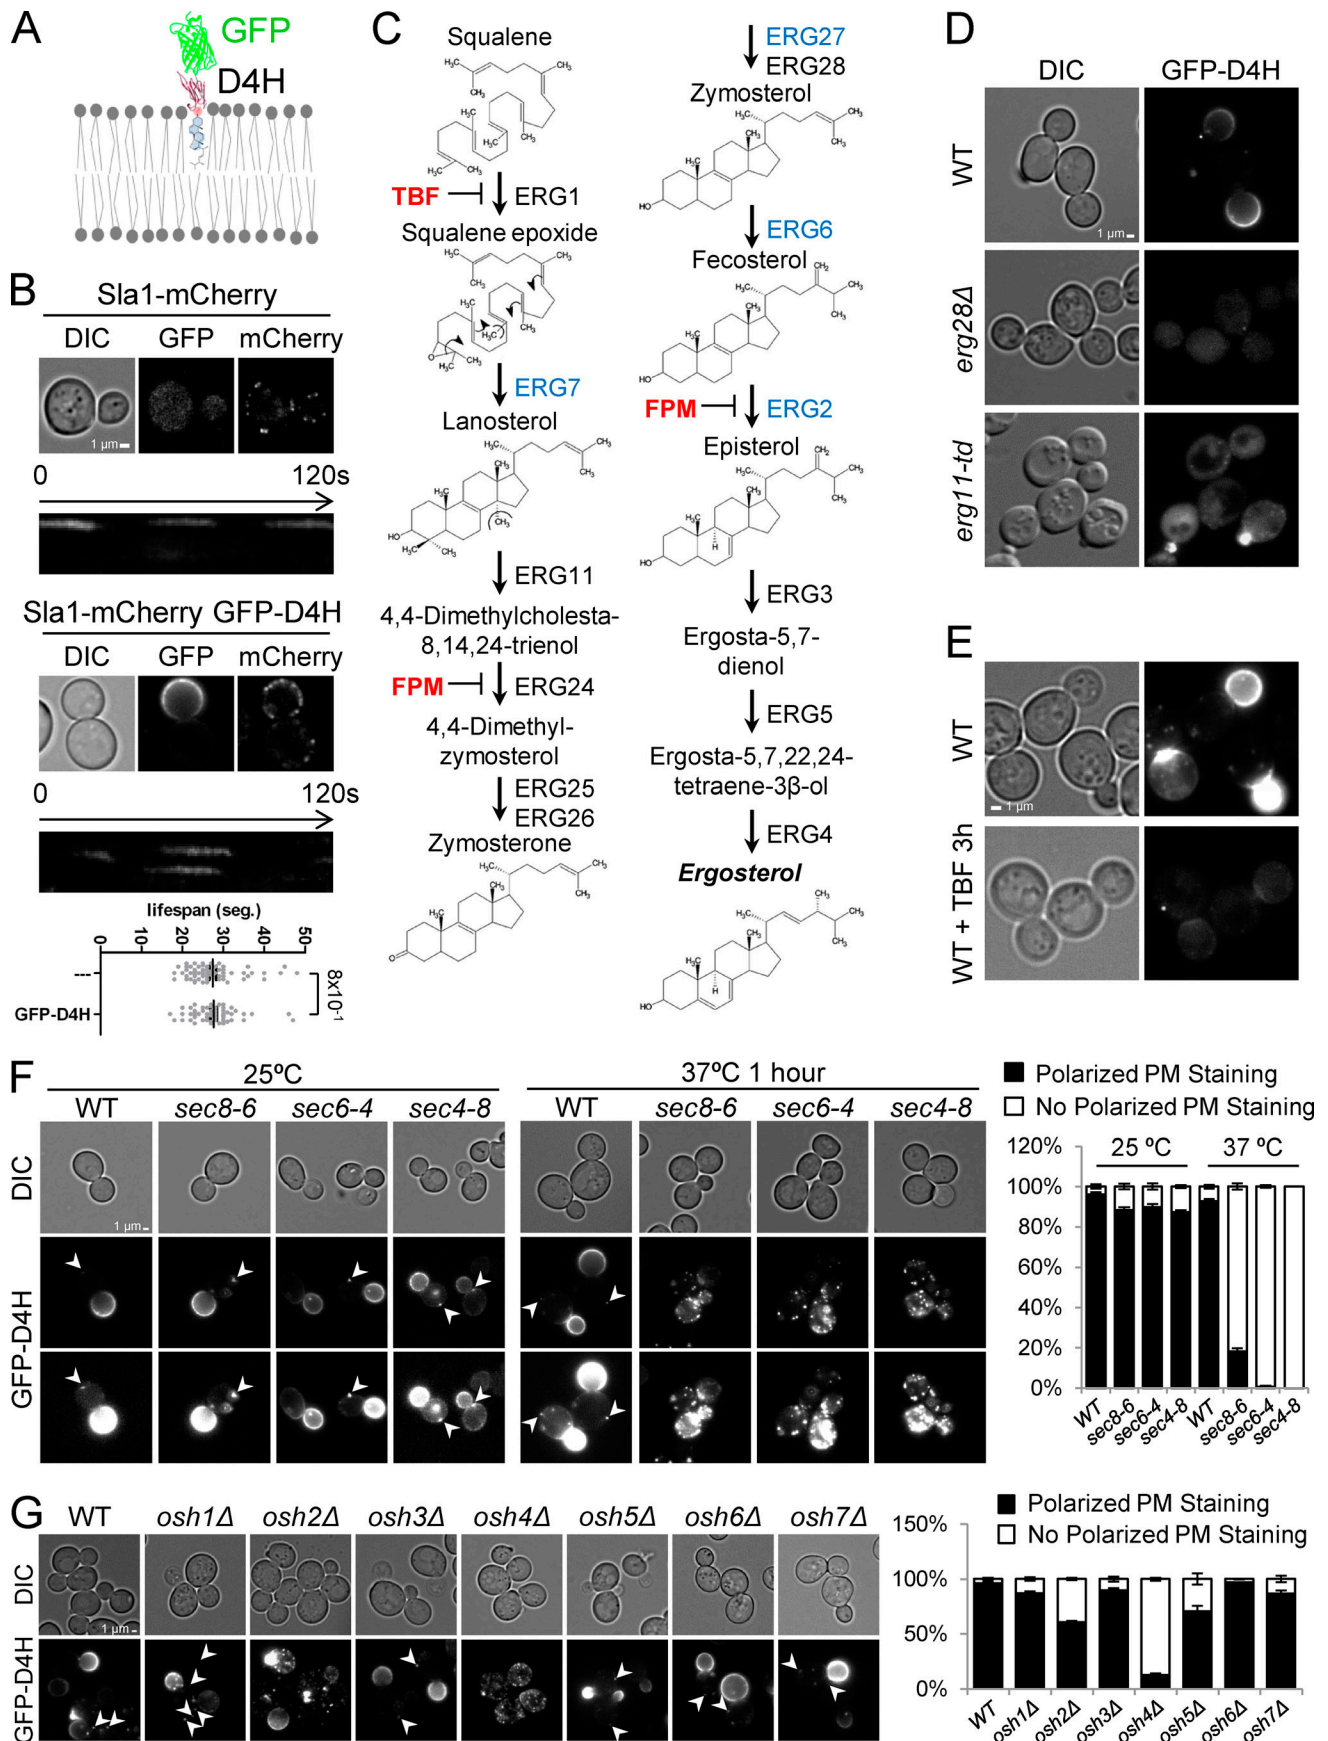 A
GFP
D4H
B
Sla1-mCherry
DIC GFP mCherry
1 µm
0 120s
Sla1-mCherry GFP-D4H
DIC GFP mCherry
0 120s
lifespan (seg.)
0 10 20 30 40 50
---
GFP-D4H
8x10-1
C
Squalene
TBF
ERG1
Squalene epoxide
ERG7
Lanosterol
ERG11
4,4-Dimethylcholesta-
8,14,24-trienol
FPM
ERG24
4,4-Dimethyl-
zymosterol
ERG25
ERG26
Zymosterone
ERG27
ERG28
Zymosterol
ERG6
Fecosterol
FPM
ERG2
Episterol
ERG3
Ergosta-5,7-
dienol
ERG5
Ergosta-5,7,22,24-
tetraene-3β-ol
ERG4
Ergosterol
D
DIC GFP-D4H
WT
1 µm
erg28Δ
erg11-td
E
WT
1 µm
WT + TBF 3h
F
25ºC
37ºC 1 hour
WT sec8-6 sec6-4 sec4-8
WT sec8-6 sec6-4 sec4-8
DIC
1 µm
GFP-D4H
Polarized PM Staining
No Polarized PM Staining
120%
25 ºC 37 ºC
100%
80%
60%
40%
20%
0%
WT sec8-6 sec6-4 sec4-8 WT sec8-6 sec6-4 sec4-8
G
WT osh1Δ osh2Δ osh3Δ osh4Δ osh5Δ osh6Δ osh7Δ
DIC
1 µm
GFP-D4H
Polarized PM Staining
No Polarized PM Staining
150%
100%
50%
0%
WT osh1Δ osh2Δ osh3Δ osh4Δ osh5Δ osh6Δ osh7Δ